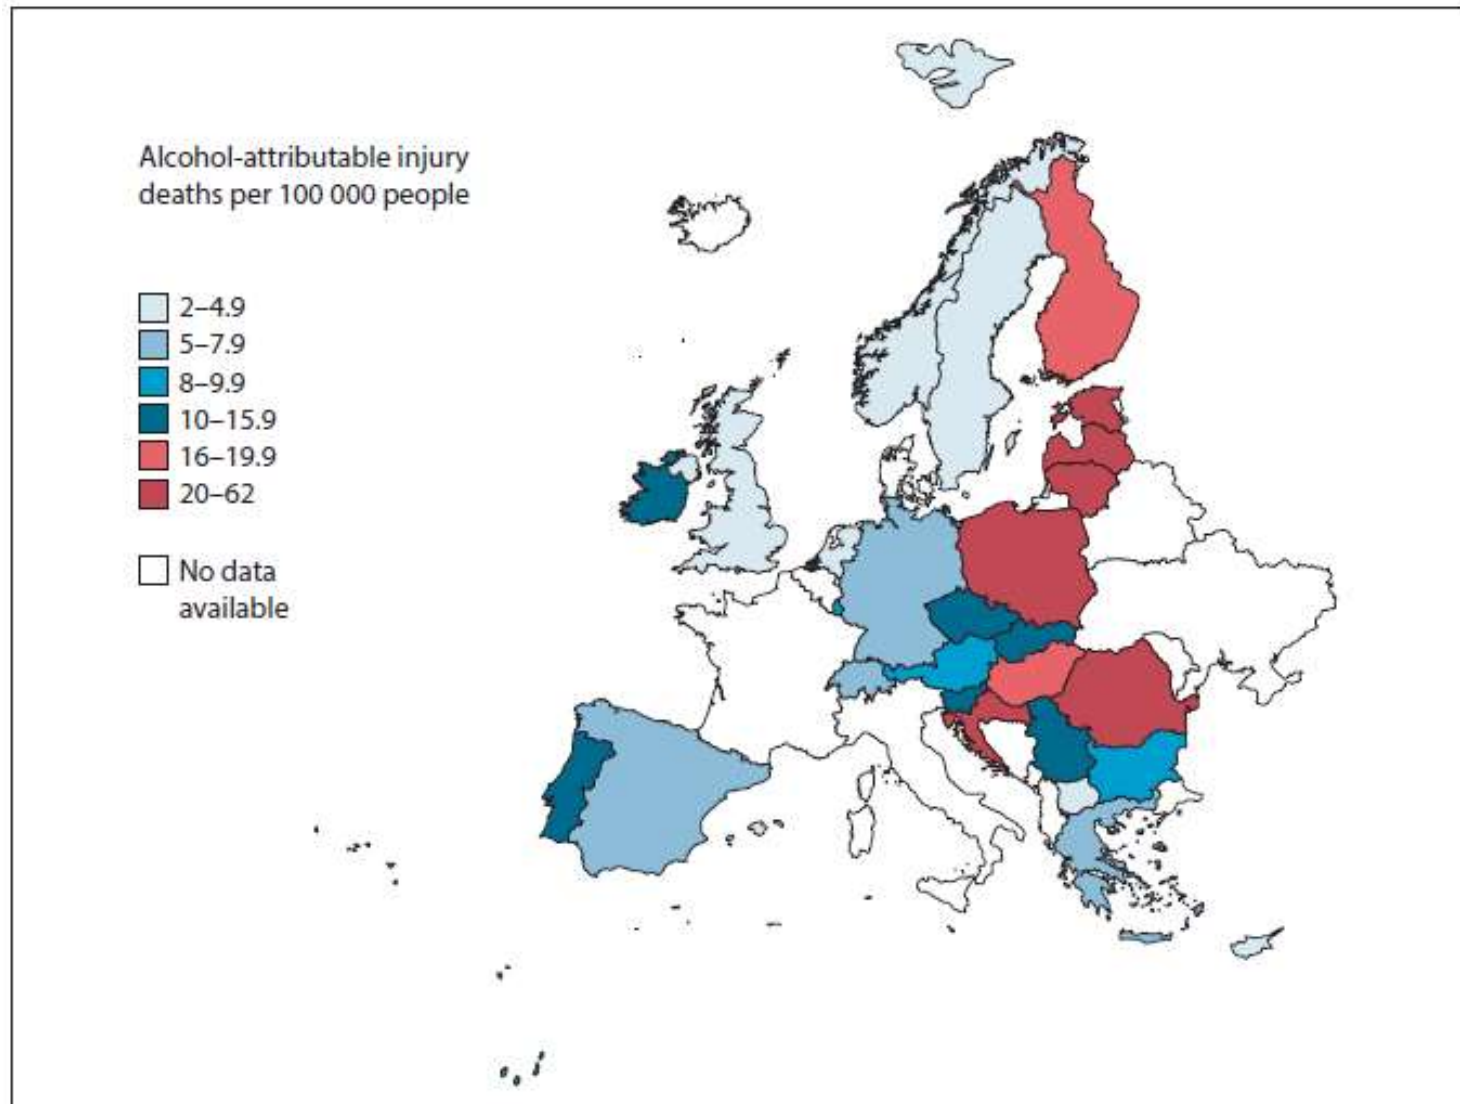 Alcohol-attributable injury
deaths per 100 000 people
2–4.9
5–7.9
8–9.9
10–15.9
16–19.9
20–62
No data
available